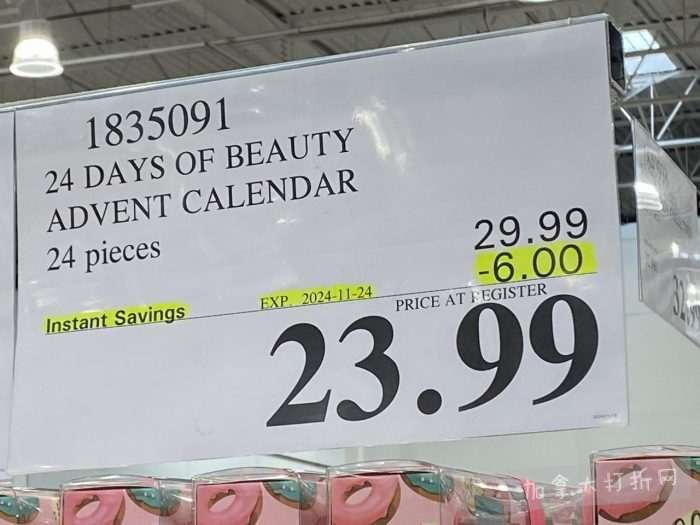 1835091
24 DAYS OF BEAUTY
ADVENT CALENDAR
24 pieces
29.99
-6.00
Instant Savings
EXP. 2024-11-24
PRICE AT REGISTER
23.99
加拿大打折网